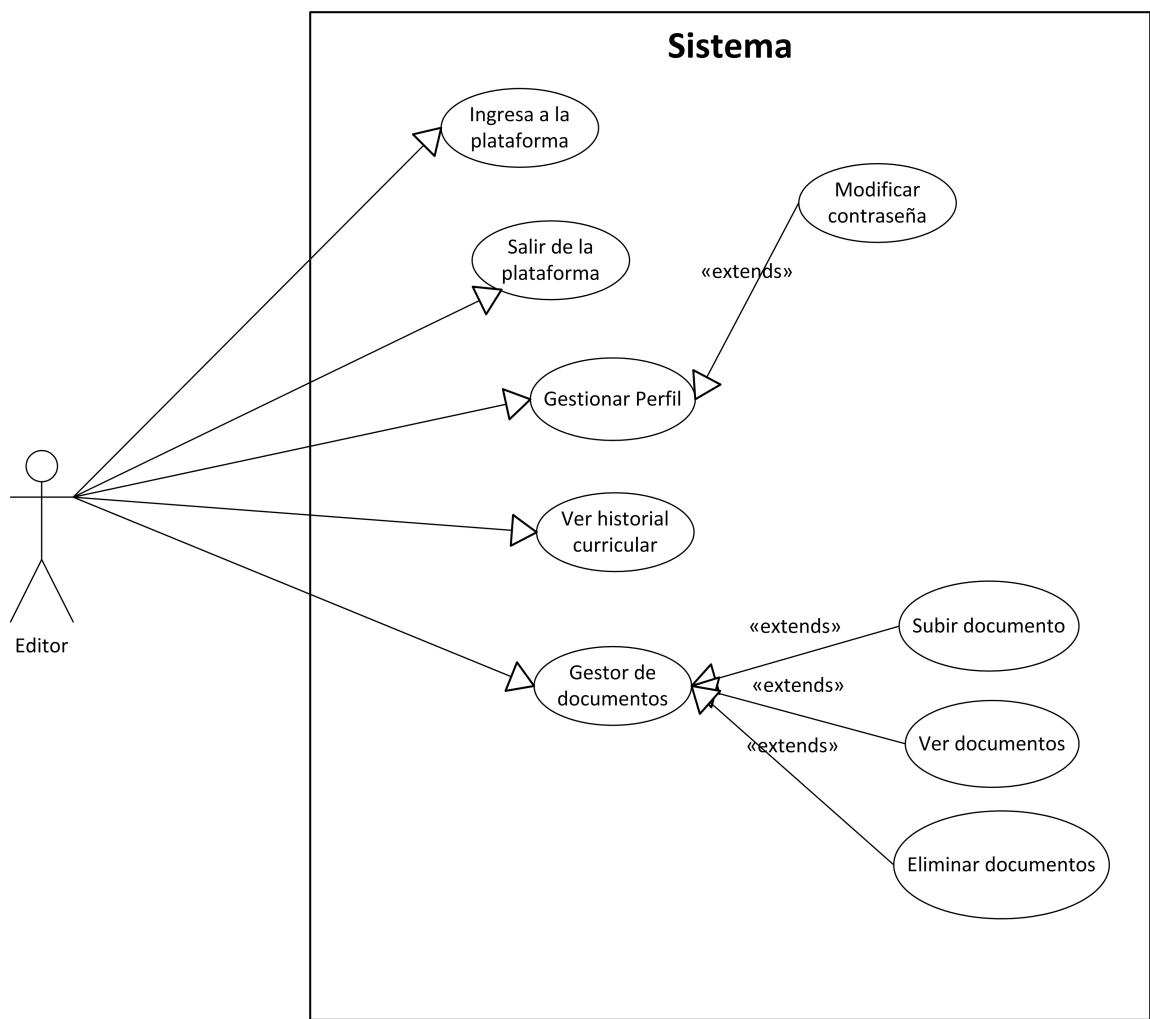 Sistema
Ingresa a la
plataforma
Modificar
contraseña
Salir de la
plataforma
«extends»
Gestionar Perfil
Ver historial
curricular
Editor
«extends»
Subir documento
Gestor de
documentos
«extends»
Ver documentos
«extends»
Eliminar documentos